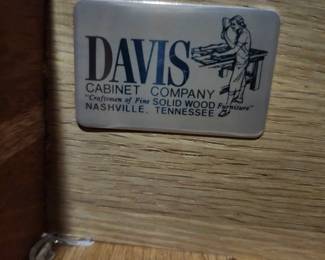 DAVIS
CABINET COMPANY
"Craftsmen of Fine SOLID WOOD Furniture"
NASHVILLE, TENNESSEE